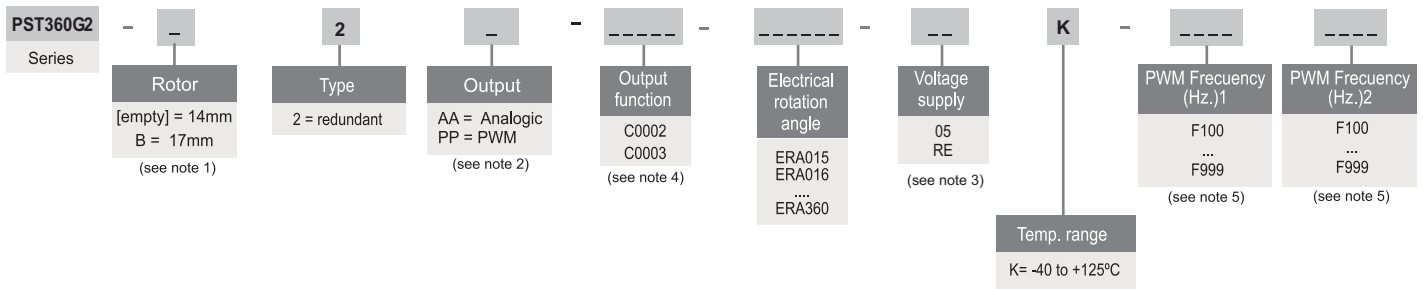 PST360G2 - _ 2 _ - _ _ _ _ _ - _ _ _ _ _ _ - _ _ K - _ _ _ _ _ _ _ _
Series
Rotor
[empty] = 14mm
B = 17mm
(see note 1)
Type
2 = redundant
Output
AA = Analogic
PP = PWM
(see note 2)
Output
function
C0002
C0003
(see note 4)
Electrical
rotation
angle
ERA015
ERA016
....
ERA360
Voltage
supply
05
RE
(see note 3)
Temp. range
K= -40 to +125ºC
PWM Frecuency
(Hz.)1
F100
...
F999
(see note 5)
PWM Frecuency
(Hz.)2
F100
...
F999
(see note 5)